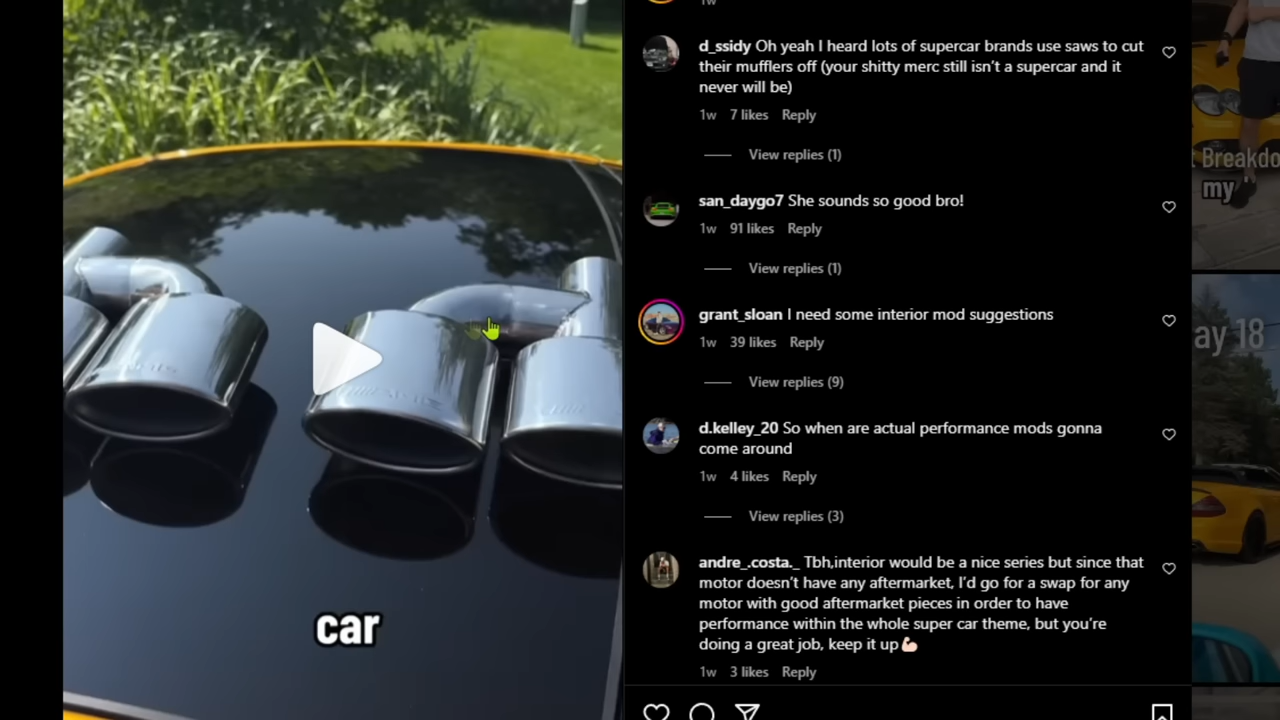 1w
d_ssidy Oh yeah I heard lots of supercar brands use saws to cut
their mufflers off (your shitty merc still isn't a supercar and it
never will be)
1w 7 likes Reply
View replies (1)
san_daygo7 She sounds so good bro!
1w 91 likes Reply
View replies (1)
grant_sloan I need some interior mod suggestions
1w 39 likes Reply
View replies (9)
d.kelley_20 So when are actual performance mods gonna
come around
1w 4 likes Reply
View replies (3)
andre_.costa._ Tbh,interior would be a nice series but since that
motor doesn't have any aftermarket, I'd go for a swap for any
motor with good aftermarket pieces in order to have
performance within the whole super car theme, but you're
doing a great job, keep it up💪🏻
1w 3 likes Reply
car
Breakdo
my
ay 18